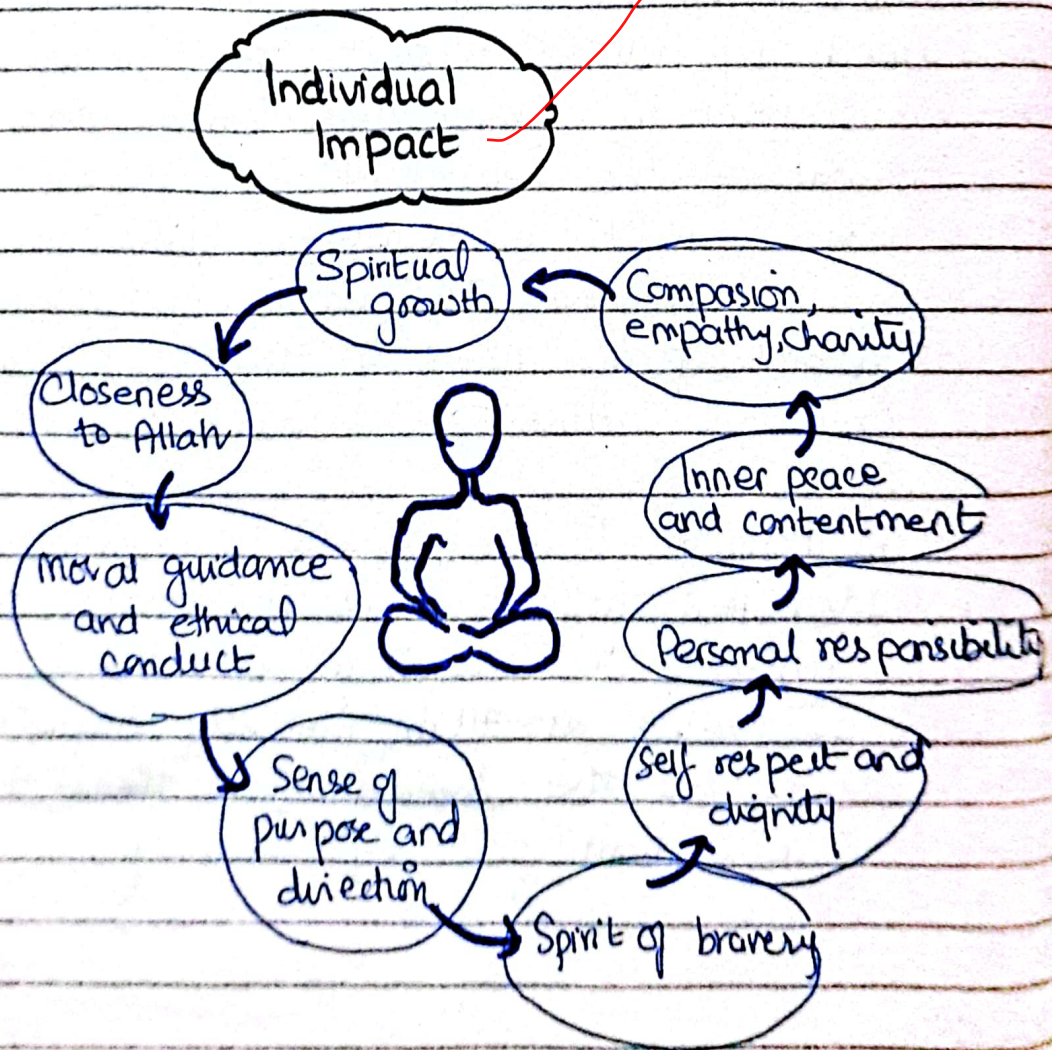 Individual
Impact
Spiritual
growth
Closeness
to Allah
Moral guidance
and ethical
conduct
Sense of
purpose and
direction
Spirit of bravery
Self respect and
dignity
Personal responsibility
Inner peace
and contentment
Compasion,
empathy, charity